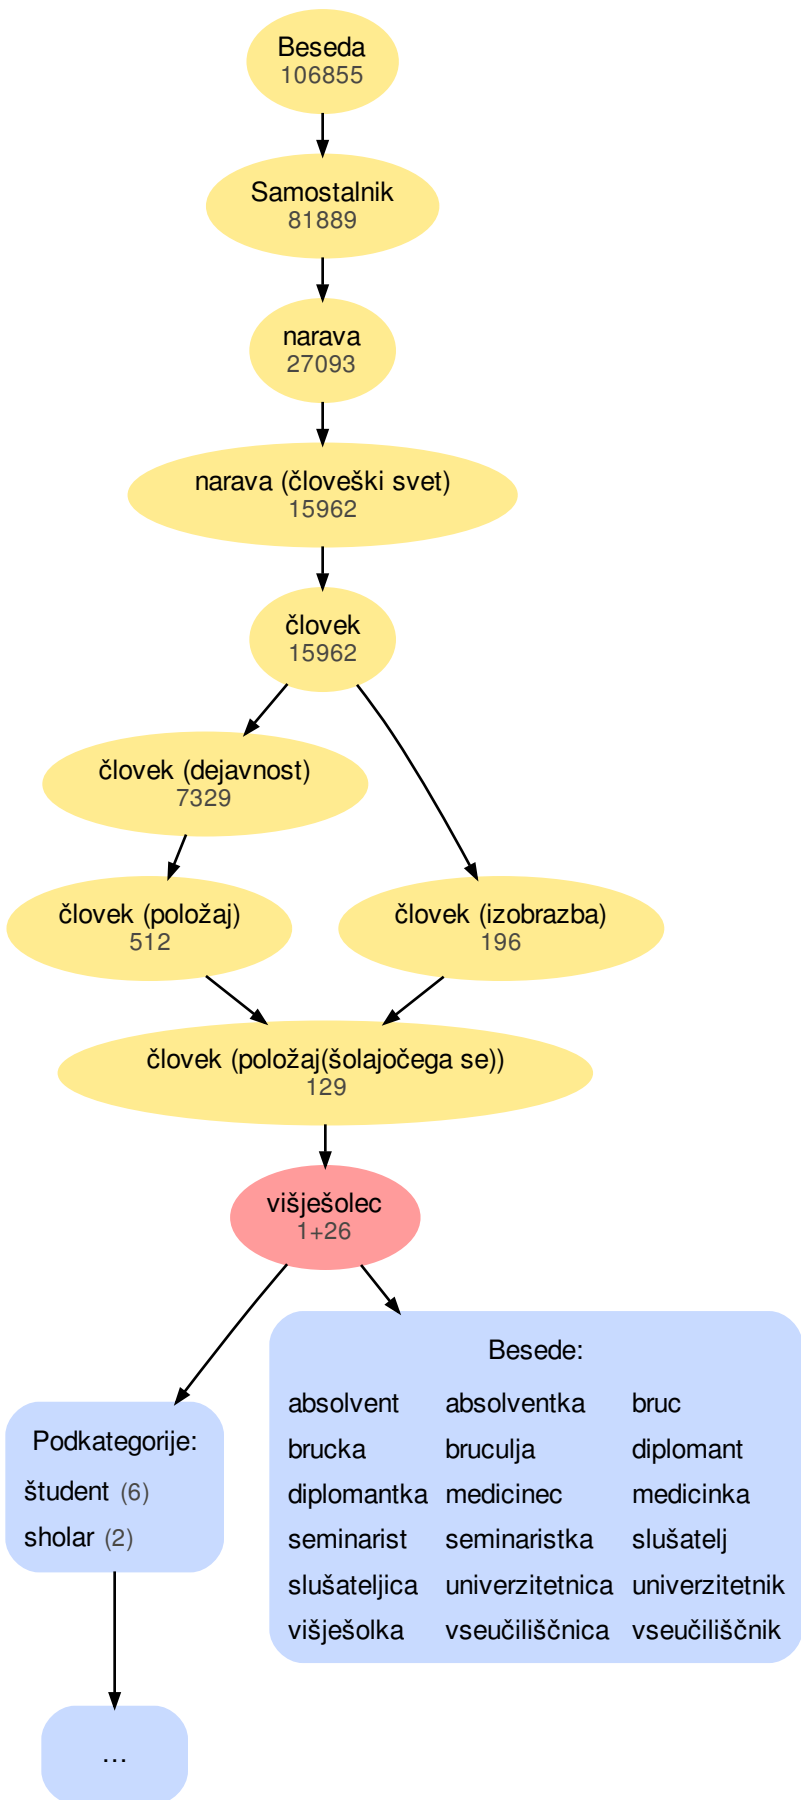 Beseda
106855
Samostalnik
81889
narava
27093
narava (človeški svet)
15962
človek
15962
človek (dejavnost)
7329
človek (položaj)
512
človek (izobrazba)
196
človek (položaj(šolajočega se))
129
višješolec
1+26
Besede:
absolvent absolventka bruc
brucka bruculja diplomant
diplomantka medicinec medicinka
seminarist seminaristka slušatelj
slušateljica univerzitetnica univerzitetnik
višješolka vseučiliščnica vseučiliščnik
Podkategorije:
študent (6)
sholar (2)
...